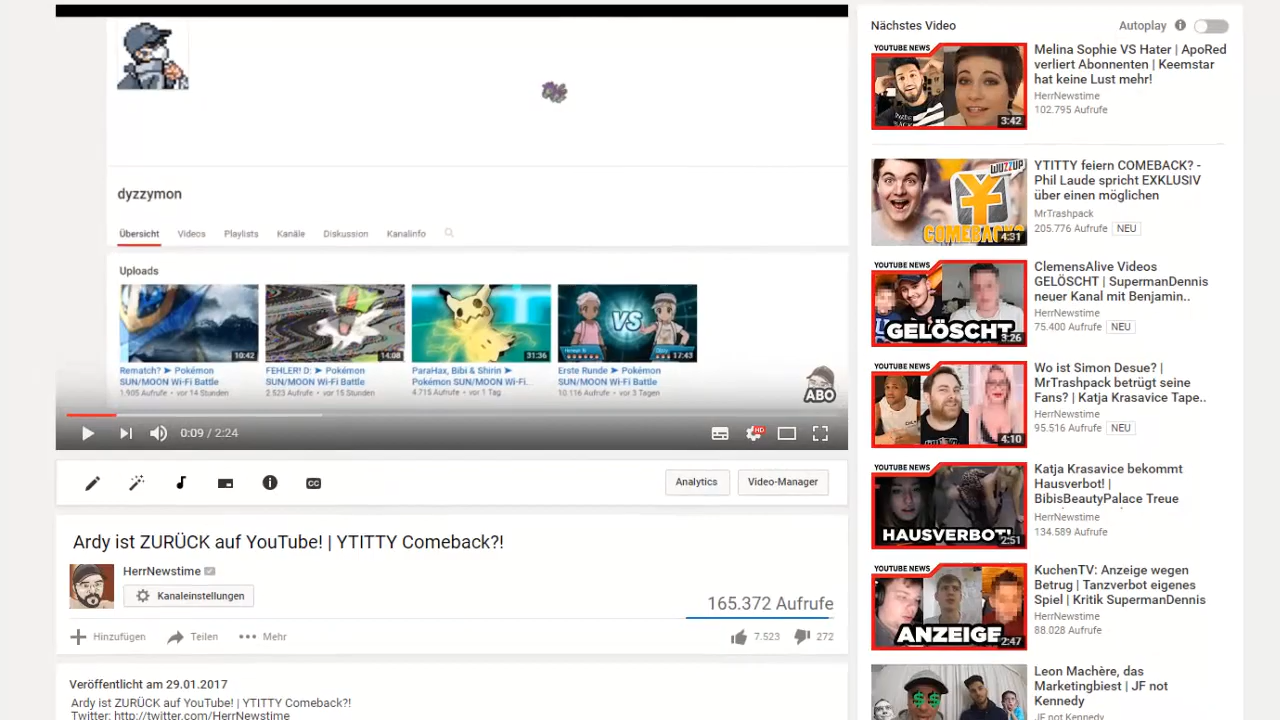 dyzzymon
Übersicht Videos Playlists Kanäle Diskussion Kanalinfo
Uploads
10:42 14:08 31:36 VS 17:43
Rematch? ➤ Pokémon
SUN/MOON Wi-Fi Battle
1.905 Aufrufe • vor 14 Stunden
FEHLER! D: ➤ Pokémon
SUN/MOON Wi-Fi Battle
2.523 Aufrufe • vor 15 Stunden
ParaHax, Bibi & Shirin ➤
Pokémon SUN/MOON Wi-Fi...
4.715 Aufrufe • vor 1 Tag
Erste Runde ➤ Pokémon
SUN/MOON Wi-Fi Battle
10.116 Aufrufe • vor 3 Tagen
ABO
0:09 / 2:24
HD
CC
Analytics
Video-Manager
Ardy ist ZURÜCK auf YouTube! | YTITTY Comeback?!
HerrNewstime
Kanaleinstellungen
165.372 Aufrufe
Hinzufügen Teilen Mehr
7.523 272
Veröffentlicht am 29.01.2017
Ardy ist ZURÜCK auf YouTube! | YTITTY Comeback?!
Twitter: http://twitter.com/HerrNewstime
Nächstes Video
Autoplay
YOUTUBE NEWS
3:42
Melina Sophie VS Hater | ApoRed
verliert Abonnenten | Keemstar
hat keine Lust mehr!
HerrNewstime
102.795 Aufrufe
WUZZUP
COMEBACK?
4:31
YTITTY feiern COMEBACK? -
Phil Laude spricht EXKLUSIV
über einen möglichen
MrTrashpack
205.776 Aufrufe NEU
YOUTUBE NEWS
GELÖSCHT
3:26
ClemensAlive Videos
GELÖSCHT | SupermanDennis
neuer Kanal mit Benjamin..
HerrNewstime
75.400 Aufrufe NEU
YOUTUBE NEWS
4:10
Wo ist Simon Desue? |
MrTrashpack betrügt seine
Fans? | Katja Krasavice Tape..
HerrNewstime
95.516 Aufrufe NEU
YOUTUBE NEWS
HAUSVERBOT!
2:51
Katja Krasavice bekommt
Hausverbot! |
BibisBeautyPalace Treue
HerrNewstime
134.589 Aufrufe
YOUTUBE NEWS
ANZEIGE
2:47
KuchenTV: Anzeige wegen
Betrug | Tanzverbot eigenes
Spiel | Kritik SupermanDennis
HerrNewstime
88.028 Aufrufe
Leon Machère, das
Marketingbiest | JF not
Kennedy
JF not Kennedy